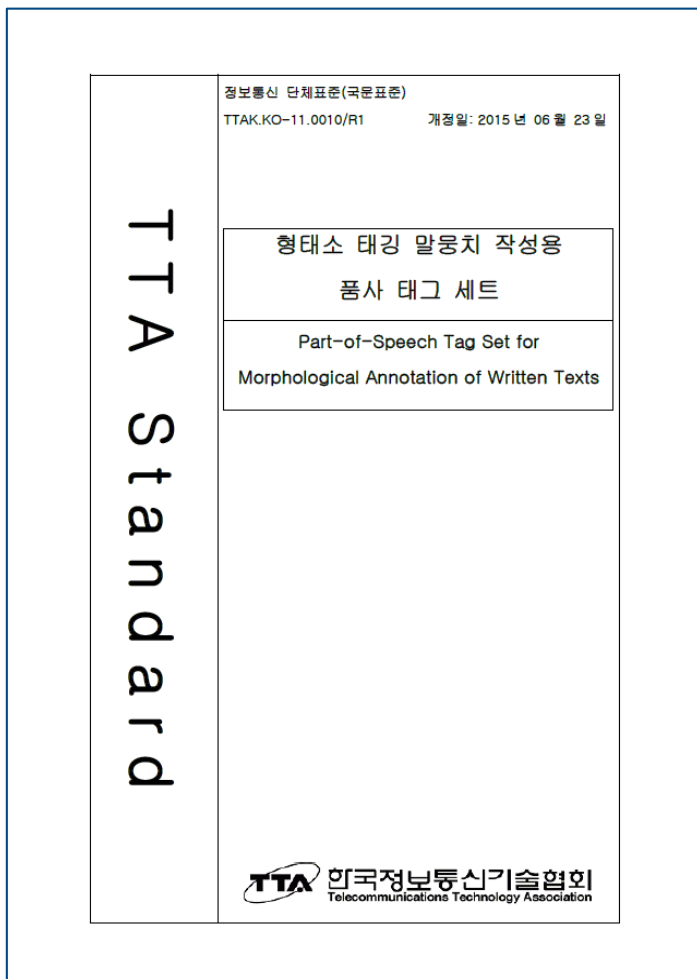 정보통신 단체표준(국문표준)
TTAK.KO-11.0010/R1 개정일: 2015 년 06 월 23 일
TTA Standard
형태소 태깅 말뭉치 작성용
품사 태그 세트
Part-of-Speech Tag Set for
Morphological Annotation of Written Texts
TTA 한국정보통신기술협회
Telecommunications Technology Association